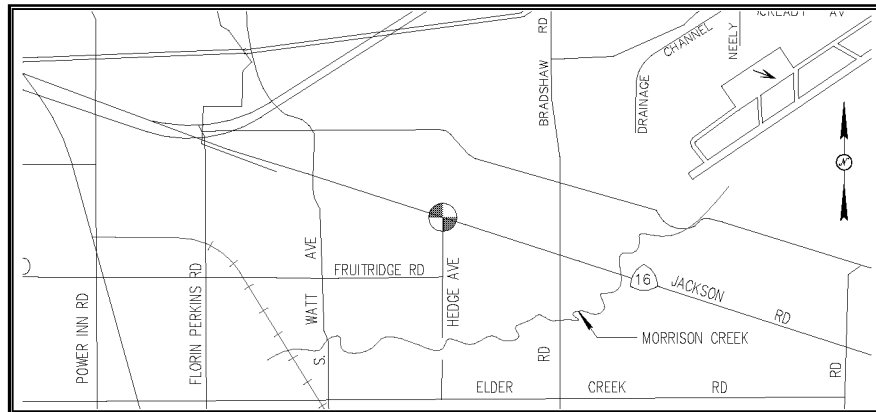 CREADY AV
NEELY
CHANNEL
DRAINAGE
BRADSHAW RD
N
FRUITRIDGE RD
HEDGE AVE
S. WATT AVE
FLORIN PERKINS RD
POWER INN RD
16
JACKSON RD
MORRISON CREEK
RD
RD
ELDER CREEK RD